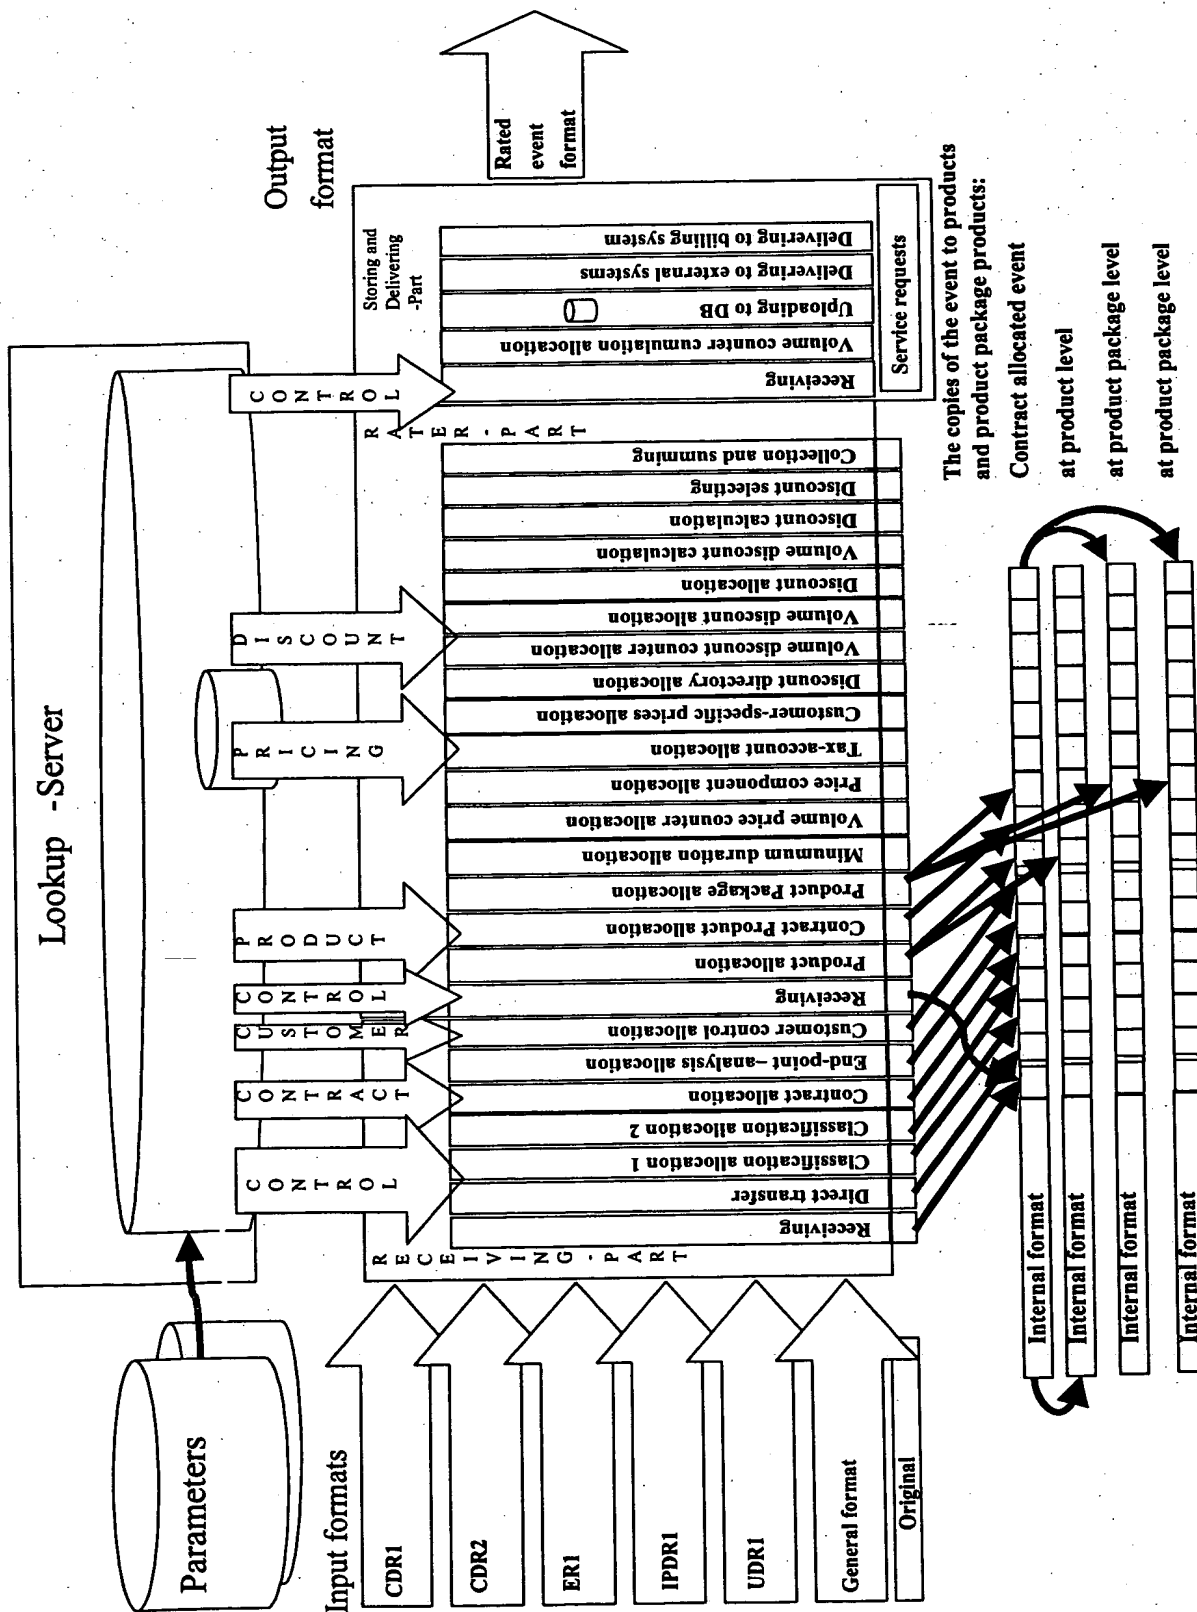 Lookup -Server
Parameters
Output
format
Input formats
CDR1
CDR2
ER1
IPDR1
UDR1
General format
Original
CONTROL
CONTRACT
CUSTOMER
CONTROL
PRODUCT
PRICING
DISCOUNT
CONTROL
RECEIVING-PART
Receiving
Direct transfer
Classification allocation 1
Classification allocation 2
Contract allocation
End-point –analysis allocation
Customer control allocation
RATER-PART
Receiving
Product allocation
Contract Product allocation
Product Package allocation
Minumum duration allocation
Volume price counter allocation
Price component allocation
Tax-account allocation
Customer-specific prices allocation
Discount directory allocation
Volume discount counter allocation
Volume discount allocation
Discount allocation
Volume discount calculation
Discount calculation
Discount selecting
Collection and summing
Storing and
Delivering
-Part
Receiving
Volume counter cumulation allocation
Uploading to DB
Delivering to external systems
Delivering to billing system
Service requests
Rated
event
format
The copies of the event to products
and product package products:
Contract allocated event
at product level
at product package level
at product package level
Internal format
Internal format
Internal format
Internal format